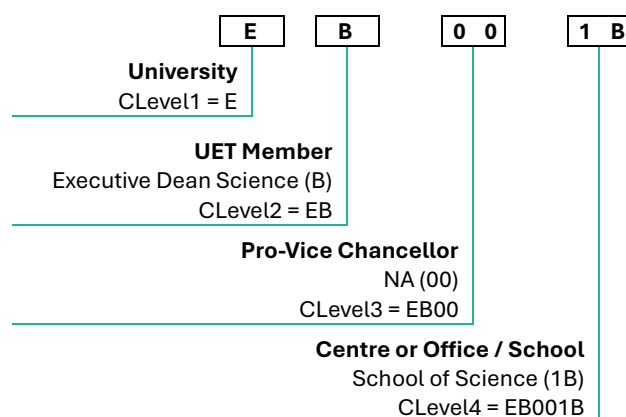 E B 0 0 1 B
University
CLevel1 = E
UET Member
Executive Dean Science (B)
CLevel2 = EB
Pro-Vice Chancellor
NA (00)
CLevel3 = EB00
Centre or Office / School
School of Science (1B)
CLevel4 = EB001B